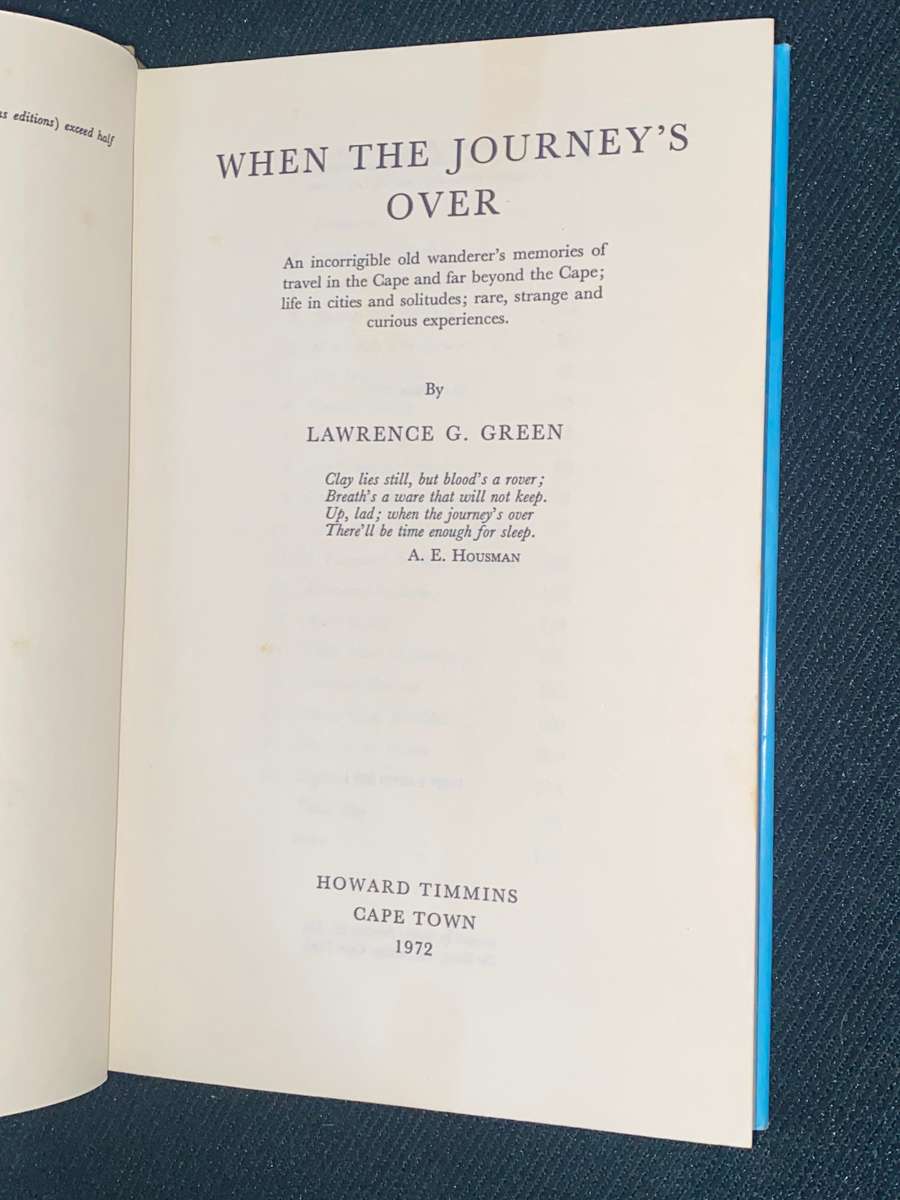 ns editions) exceed half
WHEN THE JOURNEY'S
OVER
An incorrigible old wanderer's memories of
travel in the Cape and far beyond the Cape;
life in cities and solitudes; rare, strange and
curious experiences.
By
LAWRENCE G. GREEN
Clay lies still, but blood's a rover;
Breath's a ware that will not keep.
Up, lad; when the journey's over
There'll be time enough for sleep.
A. E. HOUSMAN
HOWARD TIMMINS
CAPE TOWN
1972